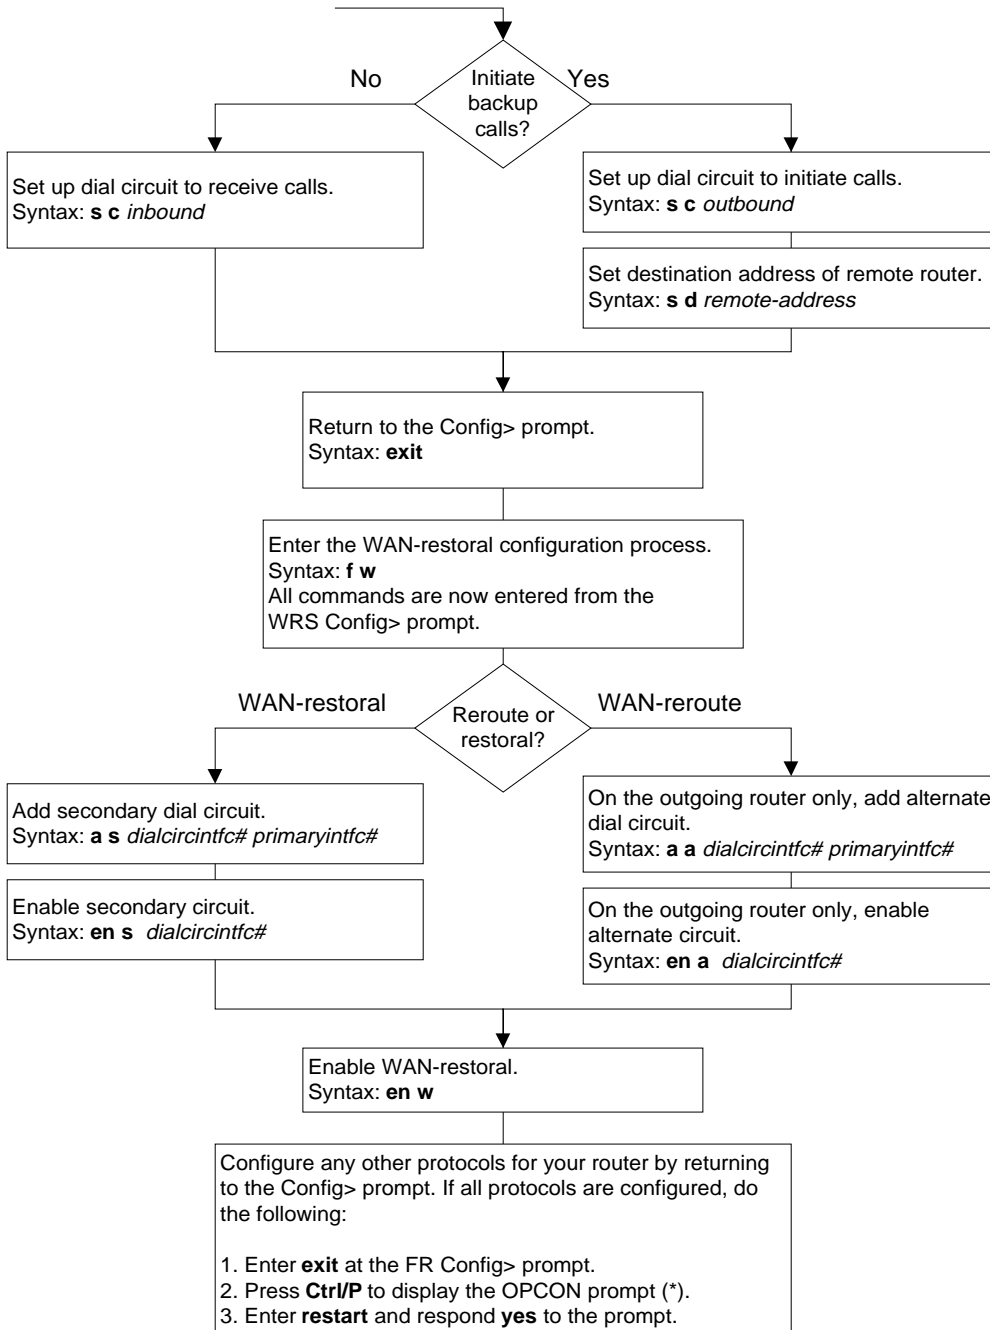 Initiate
backup
calls?
No
Yes
Set up dial circuit to receive calls.
Syntax: s c inbound
Set up dial circuit to initiate calls.
Syntax: s c outbound
Set destination address of remote router.
Syntax: s d remote-address
Return to the Config> prompt.
Syntax: exit
Enter the WAN-restoral configuration process.
Syntax: f w
All commands are now entered from the
WRS Config> prompt.
WAN-restoral
WAN-reroute
Reroute or
restoral?
Add secondary dial circuit.
Syntax: a s dialcircintfc# primaryintfc#
Enable secondary circuit.
Syntax: en s dialcircintfc#
On the outgoing router only, add alternate
dial circuit.
Syntax: a a dialcircintfc# primaryintfc#
On the outgoing router only, enable
alternate circuit.
Syntax: en a dialcircintfc#
Enable WAN-restoral.
Syntax: en w
Configure any other protocols for your router by returning
to the Config> prompt. If all protocols are configured, do
the following:
1. Enter exit at the FR Config> prompt.
2. Press Ctrl/P to display the OPCON prompt (*).
3. Enter restart and respond yes to the prompt.